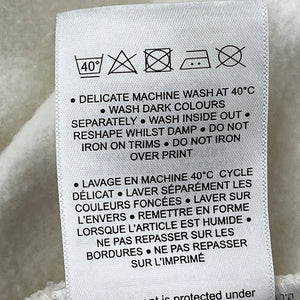 40°
• DELICATE MACHINE WASH AT 40°C
• WASH DARK COLOURS
SEPARATELY • WASH INSIDE OUT •
RESHAPE WHILST DAMP • DO NOT
IRON ON TRIMS • DO NOT IRON
OVER PRINT
• LAVAGE EN MACHINE 40°C CYCLE
DÉLICAT • LAVER SÉPARÉMENT LES
COULEURS FONCÉES • LAVER SUR
L'ENVERS • REMETTRE EN FORME
LORSQUE L'ARTICLE EST HUMIDE •
NE PAS REPASSER SUR LES
FINITIONS • NE PAS REPASSER
SUR L'IMPRIMÉ
is protected under